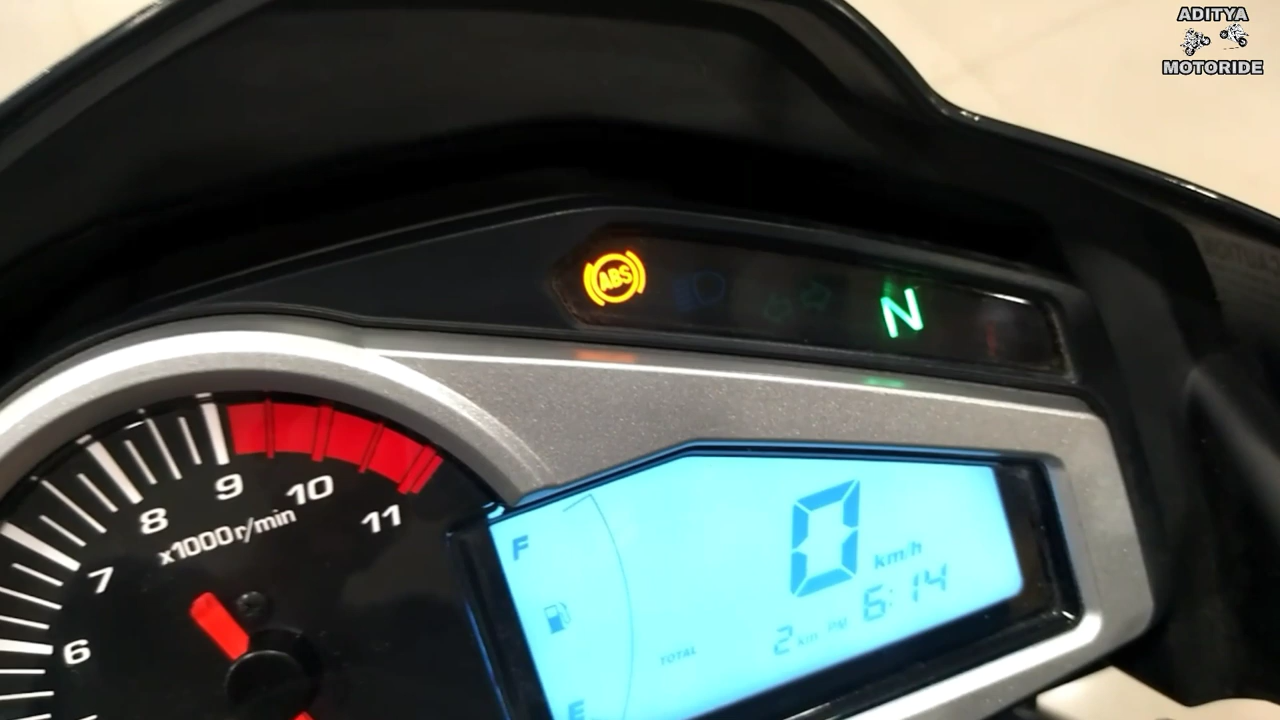 ADITYA
MOTORIDE
ABS
N
9
10
8
11
x1000r/min
7
6
F
0 km/h
6:14
TOTAL 2 km PM
E